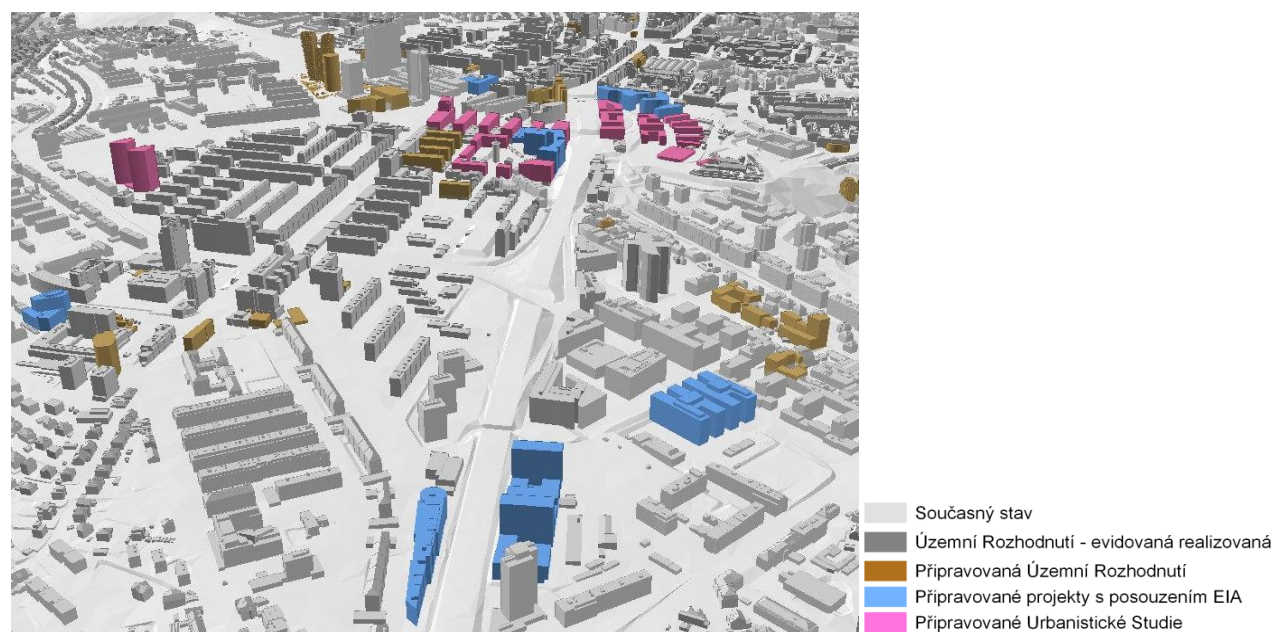 Současný stav
Územní Rozhodnutí - evidovaná realizovaná
Připravovaná Územní Rozhodnutí
Připravované projekty s posouzením EIA
Připravované Urbanistické Studie